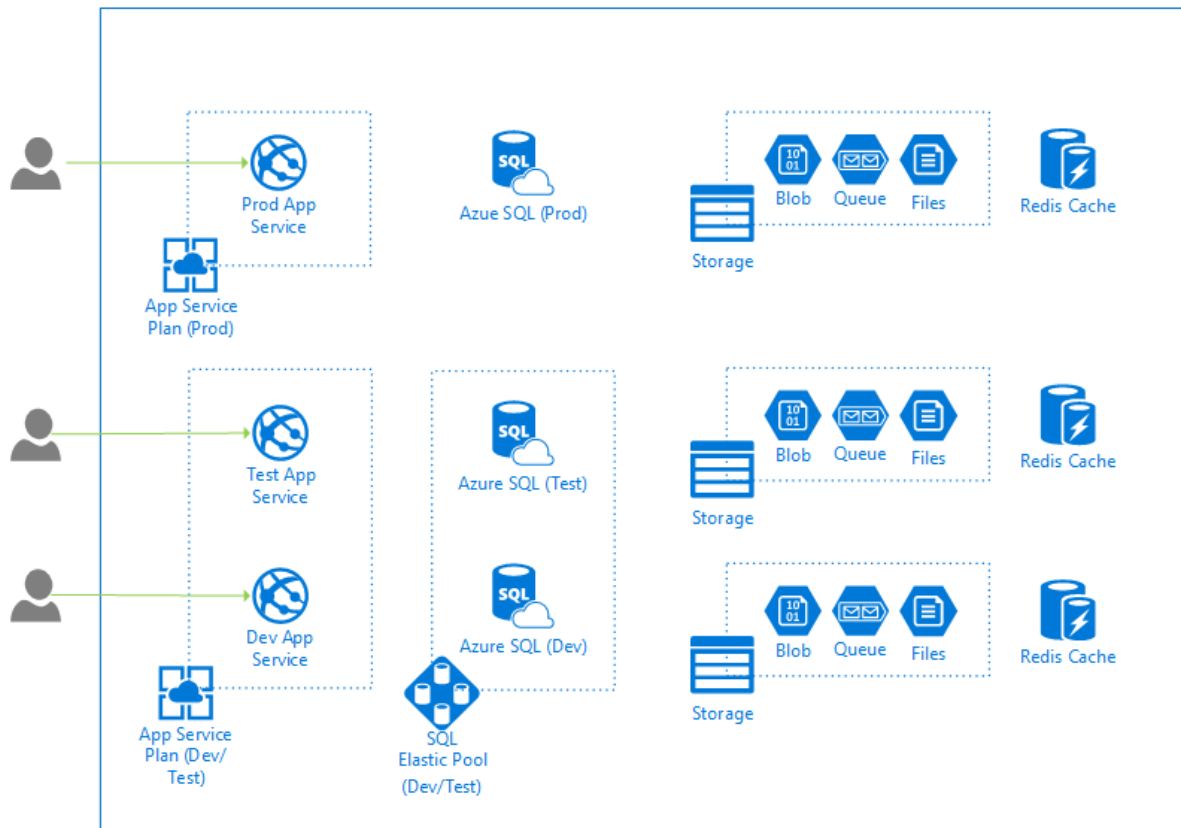 Prod App
Service
App Service
Plan (Prod)
SQL
Azue SQL (Prod)
10
01
Blob
Queue
Files
Storage
Redis Cache
Test App
Service
SQL
Azure SQL (Test)
10
01
Blob
Queue
Files
Storage
Redis Cache
Dev App
Service
App Service
Plan (Dev/
Test)
SQL
Azure SQL (Dev)
SQL
Elastic Pool
(Dev/Test)
10
01
Blob
Queue
Files
Storage
Redis Cache